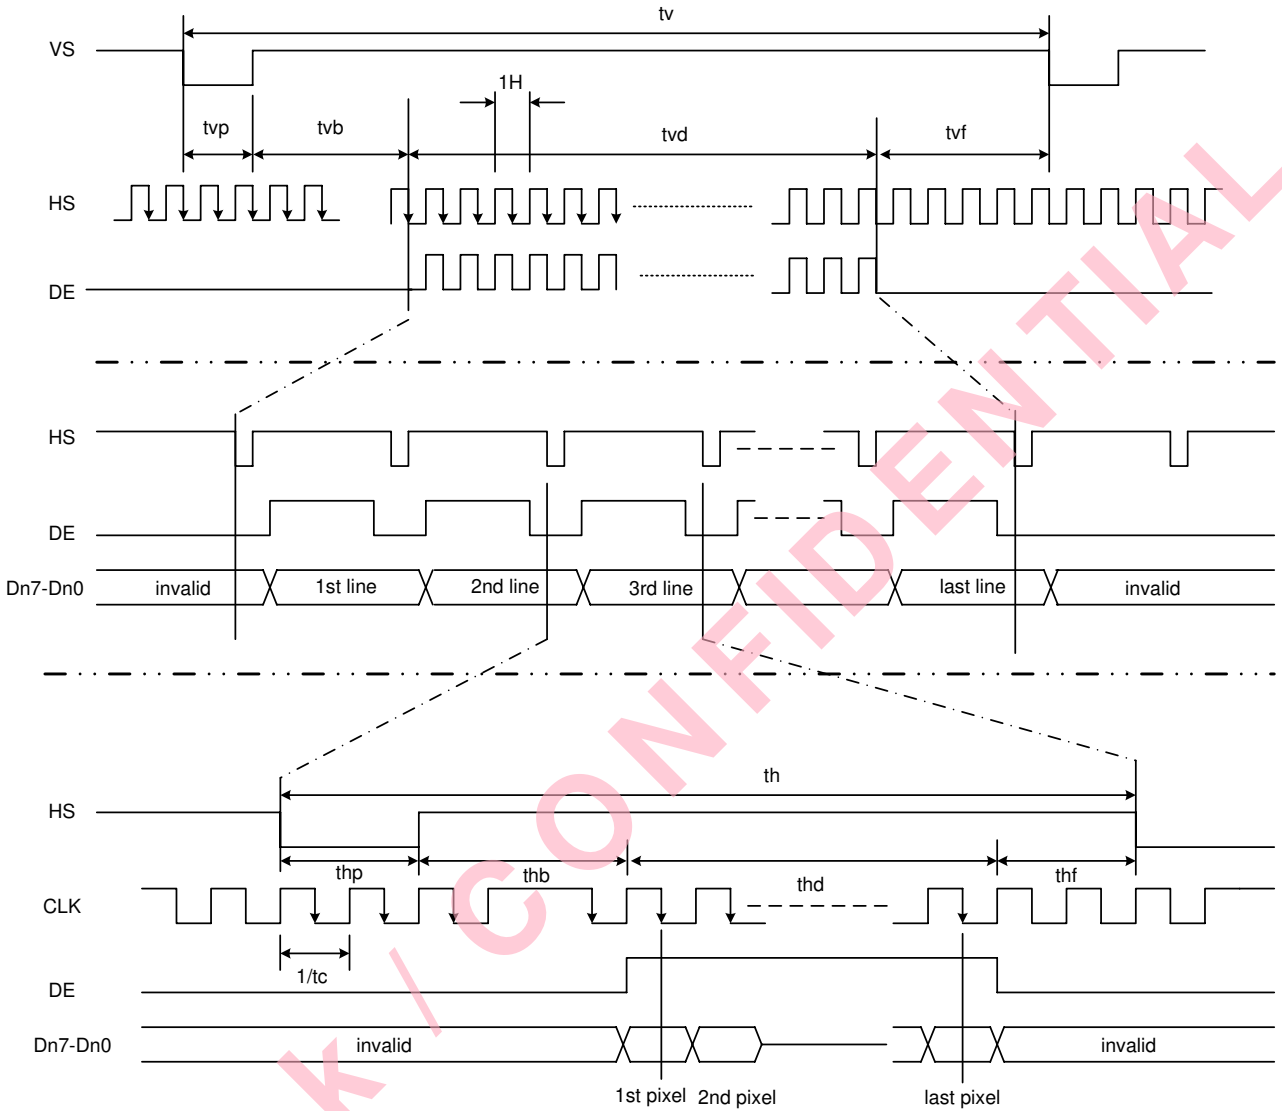 tv
VS
1H
tvp
tvb
tvd
tvf
HS
DE
HS
DE
Dn7-Dn0
invalid
1st line
2nd line
3rd line
last line
invalid
th
HS
thp
thb
thd
thf
CLK
1/tc
DE
Dn7-Dn0
invalid
invalid
1st pixel
2nd pixel
last pixel
k / CONFIDENTIAL